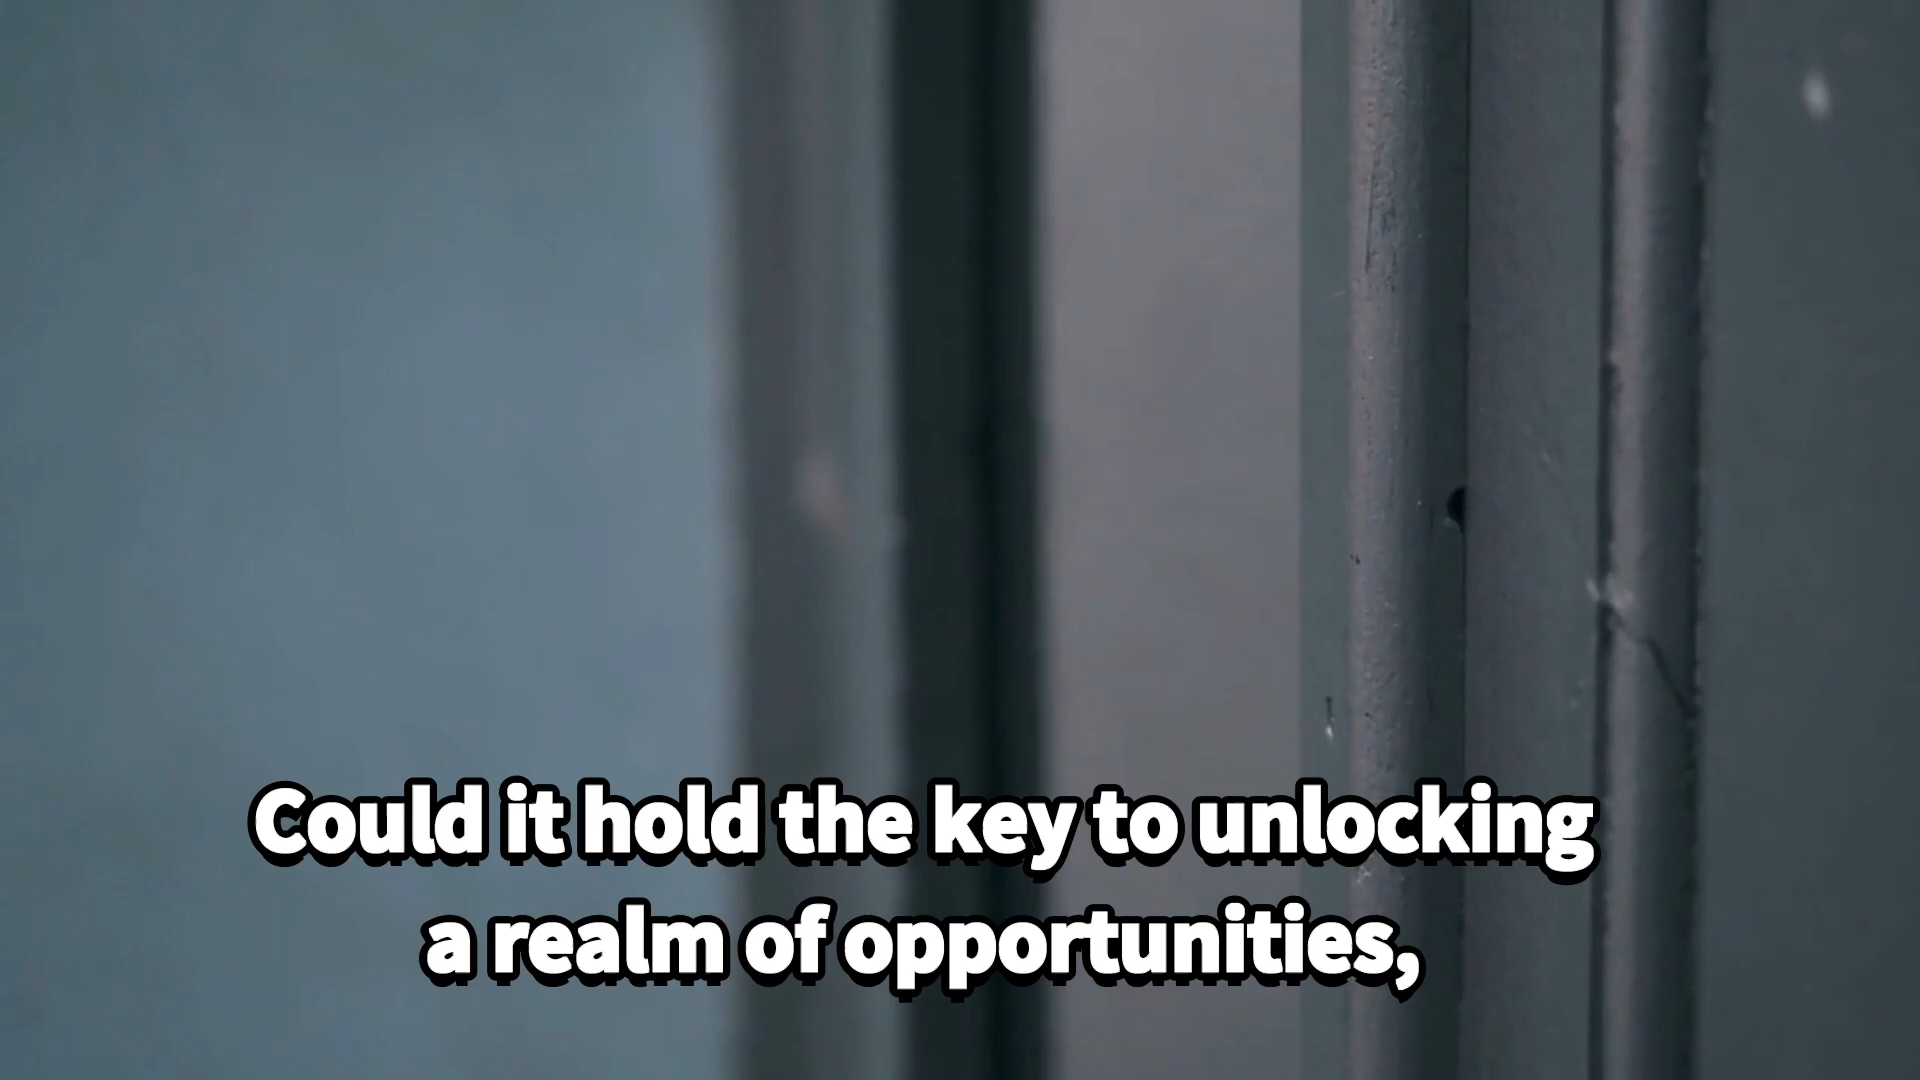 Could it hold the key to unlocking
a realm of opportunities,